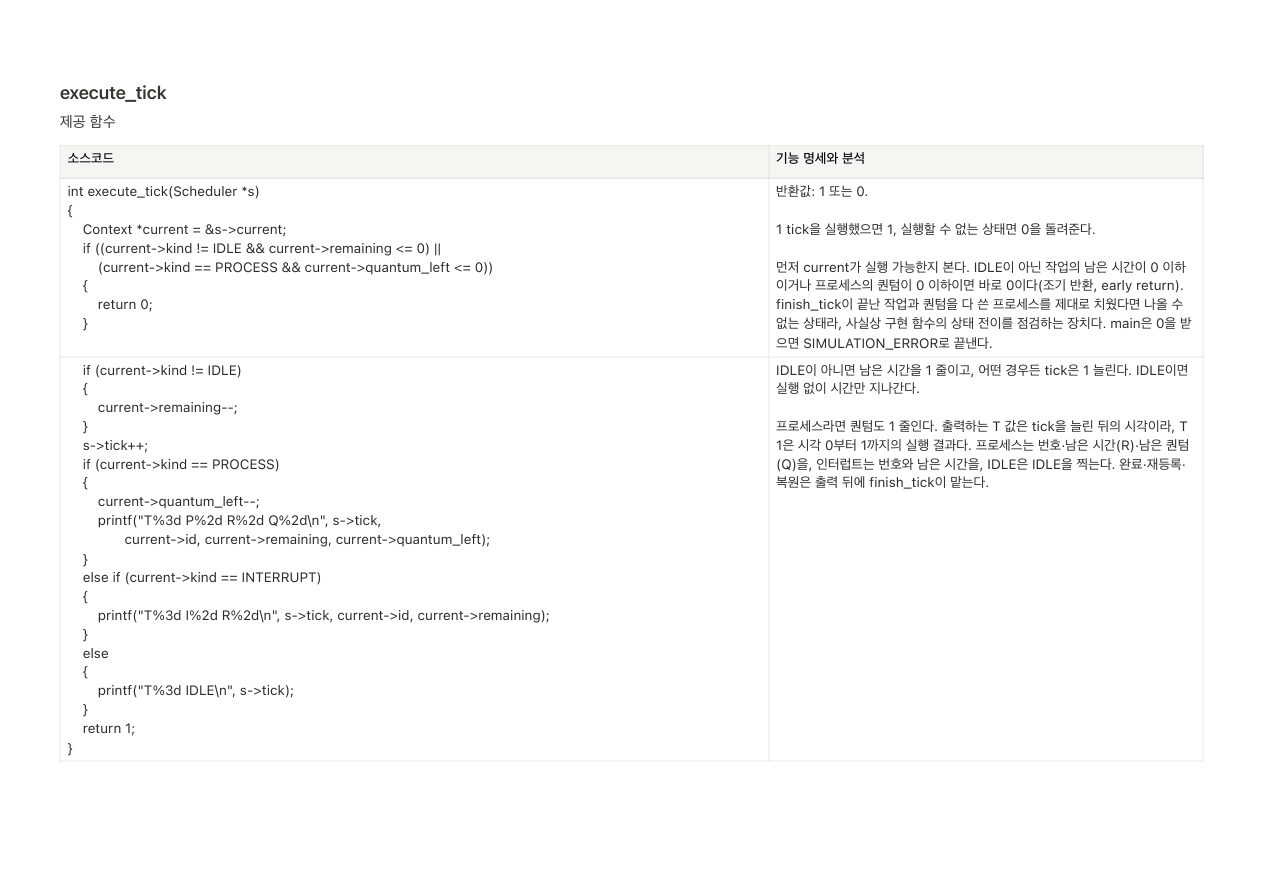 execute_tick
제공 함수
소스코드
기능 명세와 분석
int execute_tick(Scheduler *s)
{
    Context *current = &s->current;
    if ((current->kind != IDLE && current->remaining <= 0) ||
        (current->kind == PROCESS && current->quantum_left <= 0))
    {
        return 0;
    }
반환값: 1 또는 0.
1 tick을 실행했으면 1, 실행할 수 없는 상태면 0을 돌려준다.
먼저 current가 실행 가능한지 본다. IDLE이 아닌 작업의 남은 시간이 0 이하
이거나 프로세스의 퀀텀이 0 이하이면 바로 0이다(조기 반환, early return).
finish_tick이 끝난 작업과 퀀텀을 다 쓴 프로세스를 제대로 치웠다면 나올 수
없는 상태라, 사실상 구현 함수의 상태 전이를 점검하는 장치다. main은 0을 받
으면 SIMULATION_ERROR로 끝낸다.
    if (current->kind != IDLE)
    {
        current->remaining--;
    }
    s->tick++;
    if (current->kind == PROCESS)
    {
        current->quantum_left--;
        printf("T%3d P%2d R%2d Q%2d\n", s->tick,
               current->id, current->remaining, current->quantum_left);
    }
    else if (current->kind == INTERRUPT)
    {
        printf("T%3d I%2d R%2d\n", s->tick, current->id, current->remaining);
    }
    else
    {
        printf("T%3d IDLE\n", s->tick);
    }
    return 1;
}
IDLE이 아니면 남은 시간을 1 줄이고, 어떤 경우든 tick은 1 늘린다. IDLE이면
실행 없이 시간만 지나간다.
프로세스라면 퀀텀도 1 줄인다. 출력하는 T 값은 tick을 늘린 뒤의 시각이라, T
1은 시각 0부터 1까지의 실행 결과다. 프로세스는 번호·남은 시간(R)·남은 퀀텀
(Q)을, 인터럽트는 번호와 남은 시간을, IDLE은 IDLE을 찍는다. 완료·재등록·
복원은 출력 뒤에 finish_tick이 맡는다.